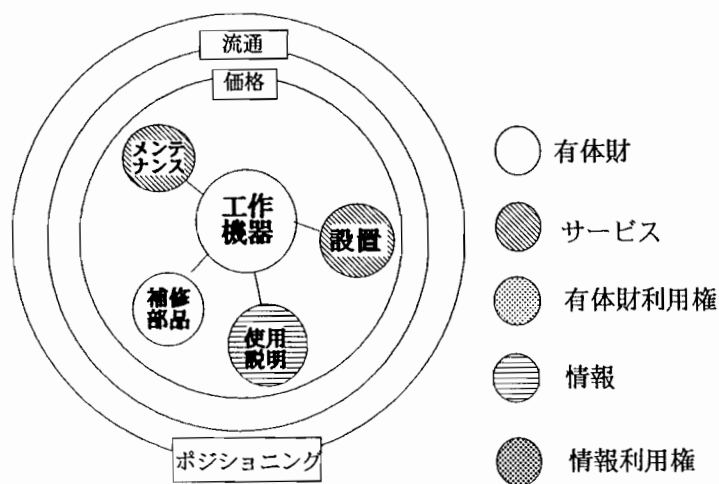 流通
価格
メンテ
ナンス
工作
機器
設置
補修
部品
使用
説明
ポジショニング
有体財
サービス
有体財利用権
情報
情報利用権